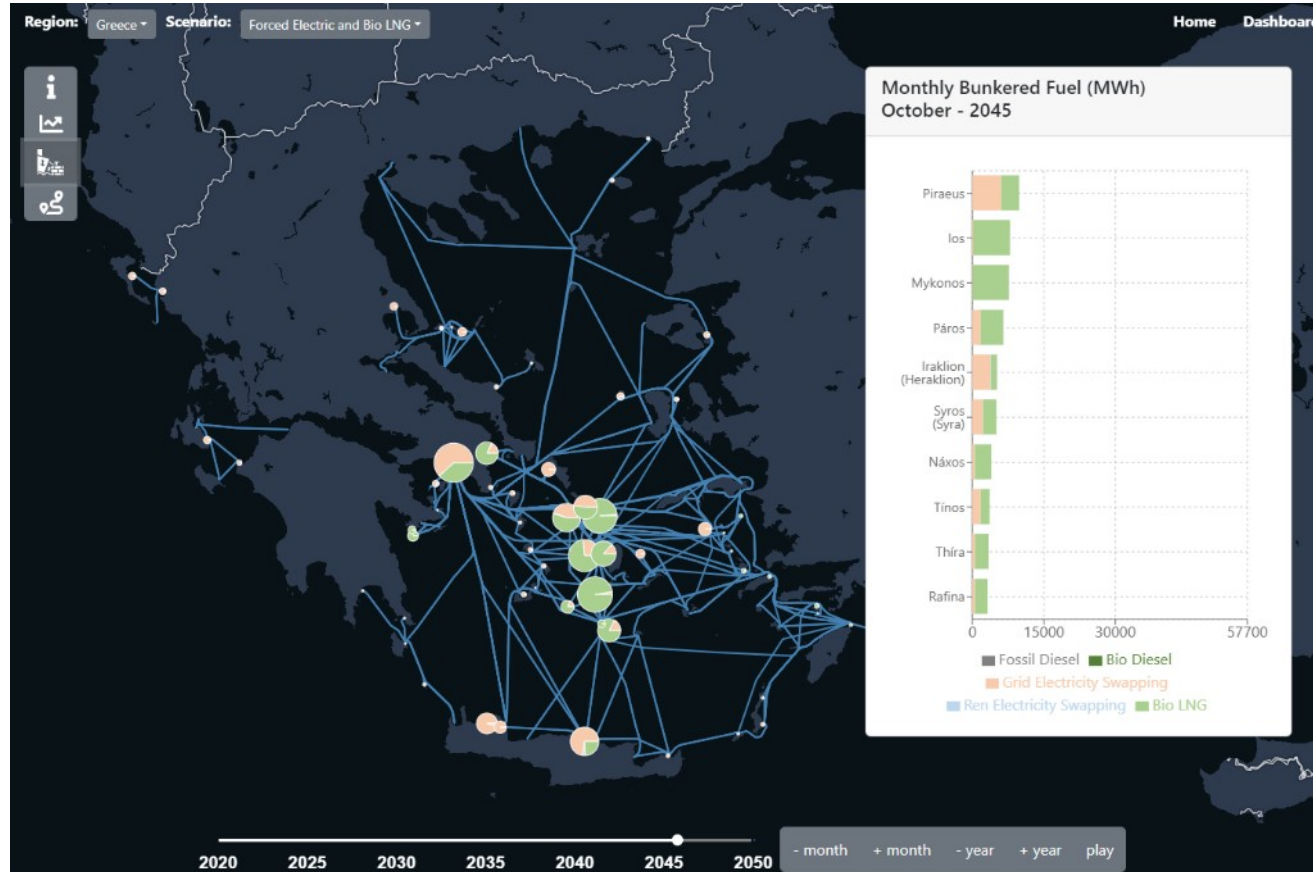 Region: Greece Scenario: Forced Electric and Bio LNG Home Dashboard
Monthly Bunkered Fuel (MWh)
October - 2045
Piraeus
Ios
Mykonos
Páros
Iraklion
(Heraklion)
Syros
(Syra)
Náxos
Tínos
Thíra
Rafina
0 15000 30000 57700
Fossil Diesel Bio Diesel
Grid Electricity Swapping
Ren Electricity Swapping Bio LNG
2020 2025 2030 2035 2040 2045 2050
- month + month - year + year play